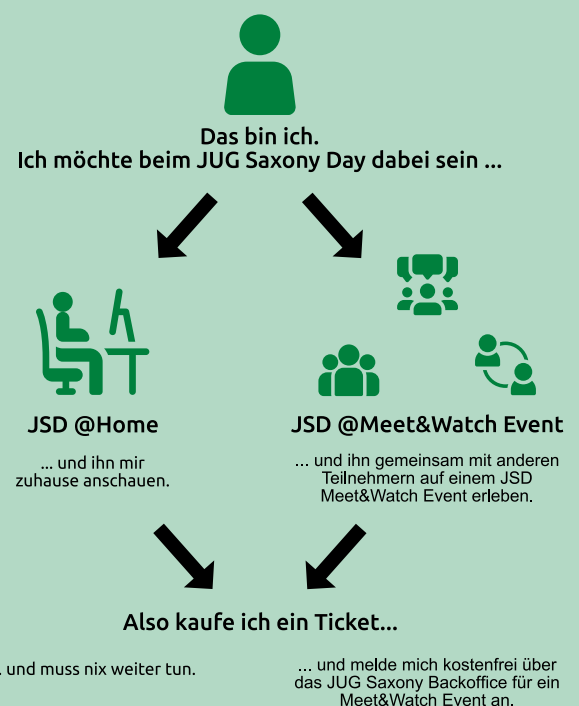 Das bin ich.
Ich möchte beim JUG Saxony Day dabei sein ...
JSD @Home
... und ihn mir
zuhause anschauen.
JSD @Meet&Watch Event
... und ihn gemeinsam mit anderen
Teilnehmern auf einem JSD
Meet&Watch Event erleben.
Also kaufe ich ein Ticket...
. und muss nix weiter tun.
... und melde mich kostenfrei über
das JUG Saxony Backoffice für ein
Meet&Watch Event an.